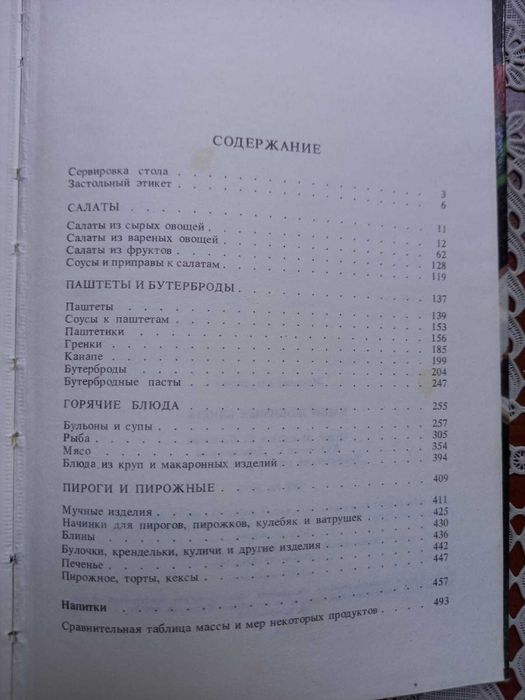 СОДЕРЖАНИЕ
Сервировка стола . . . . . . . . . . 3
Застольный этикет . . . . . . . . . . 6
САЛАТЫ . . . . . . . . . . 11
Салаты из сырых овощей . . . . . . . . . . 12
Салаты из вареных овощей . . . . . . . . . . 62
Салаты из фруктов . . . . . . . . . . 128
Соусы и приправы к салатам . . . . . . . . . . 119
ПАШТЕТЫ И БУТЕРБРОДЫ . . . . . . . . . . 137
Паштеты . . . . . . . . . . 139
Соусы к паштетам . . . . . . . . . . 153
Паштетики . . . . . . . . . . 156
Гренки . . . . . . . . . . 185
Канапе . . . . . . . . . . 199
Бутерброды . . . . . . . . . . 204
Бутербродные пасты . . . . . . . . . . 247
ГОРЯЧИЕ БЛЮДА . . . . . . . . . . 255
Бульоны и супы . . . . . . . . . . 257
Рыба . . . . . . . . . . 305
Мясо . . . . . . . . . . 354
Блюда из круп и макаронных изделий . . . . . . . . . . 394
ПИРОГИ И ПИРОЖНЫЕ . . . . . . . . . . 409
Мучные изделия . . . . . . . . . . 411
Начинки для пирогов, пирожков, кулебяк и ватрушек . . . . . 425
Блины . . . . . . . . . . 430
Булочки, крендельки, куличи и другие изделия . . . . . 436
Печенье . . . . . . . . . . 442
Пирожное, торты, кексы . . . . . . . . . . 447
Напитки . . . . . . . . . . 457
Сравнительная таблица массы и мер некоторых продуктов . . . . 493